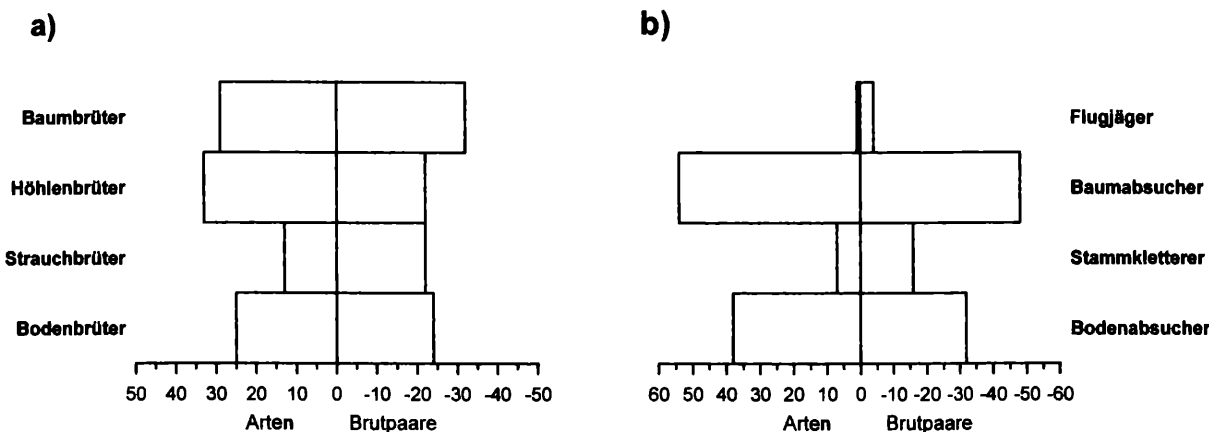 a)
Baumbrüter
Höhlenbrüter
Strauchbrüter
Bodenbrüter
50 40 30 20 10 0 -10 -20 -30 -40 -50
Arten Brutpaare
b)
Flugjäger
Baumabsucher
Stammkletterer
Bodenabsucher
60 50 40 30 20 10 0 -10 -20 -30 -40 -50 -60
Arten Brutpaare